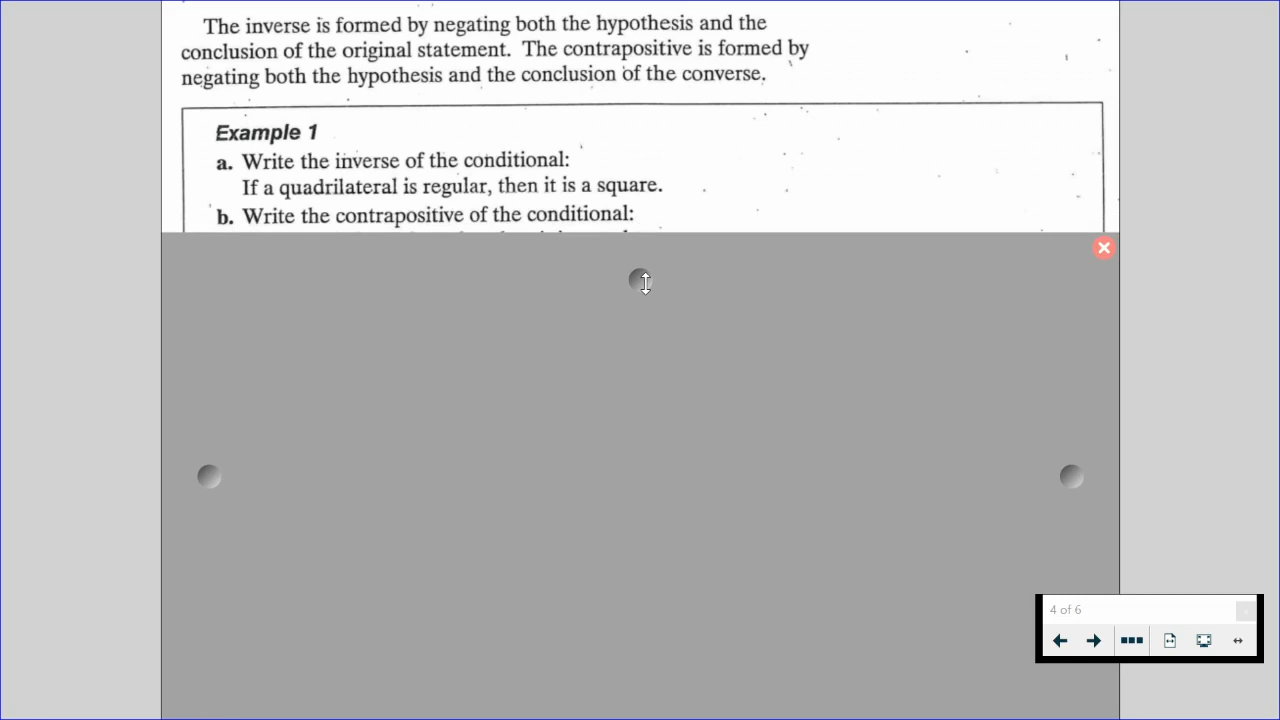 The inverse is formed by negating both the hypothesis and the
conclusion of the original statement. The contrapositive is formed by
negating both the hypothesis and the conclusion of the converse.
Example 1
a. Write the inverse of the conditional:
If a quadrilateral is regular, then it is a square.
b. Write the contrapositive of the conditional:
4 of 6